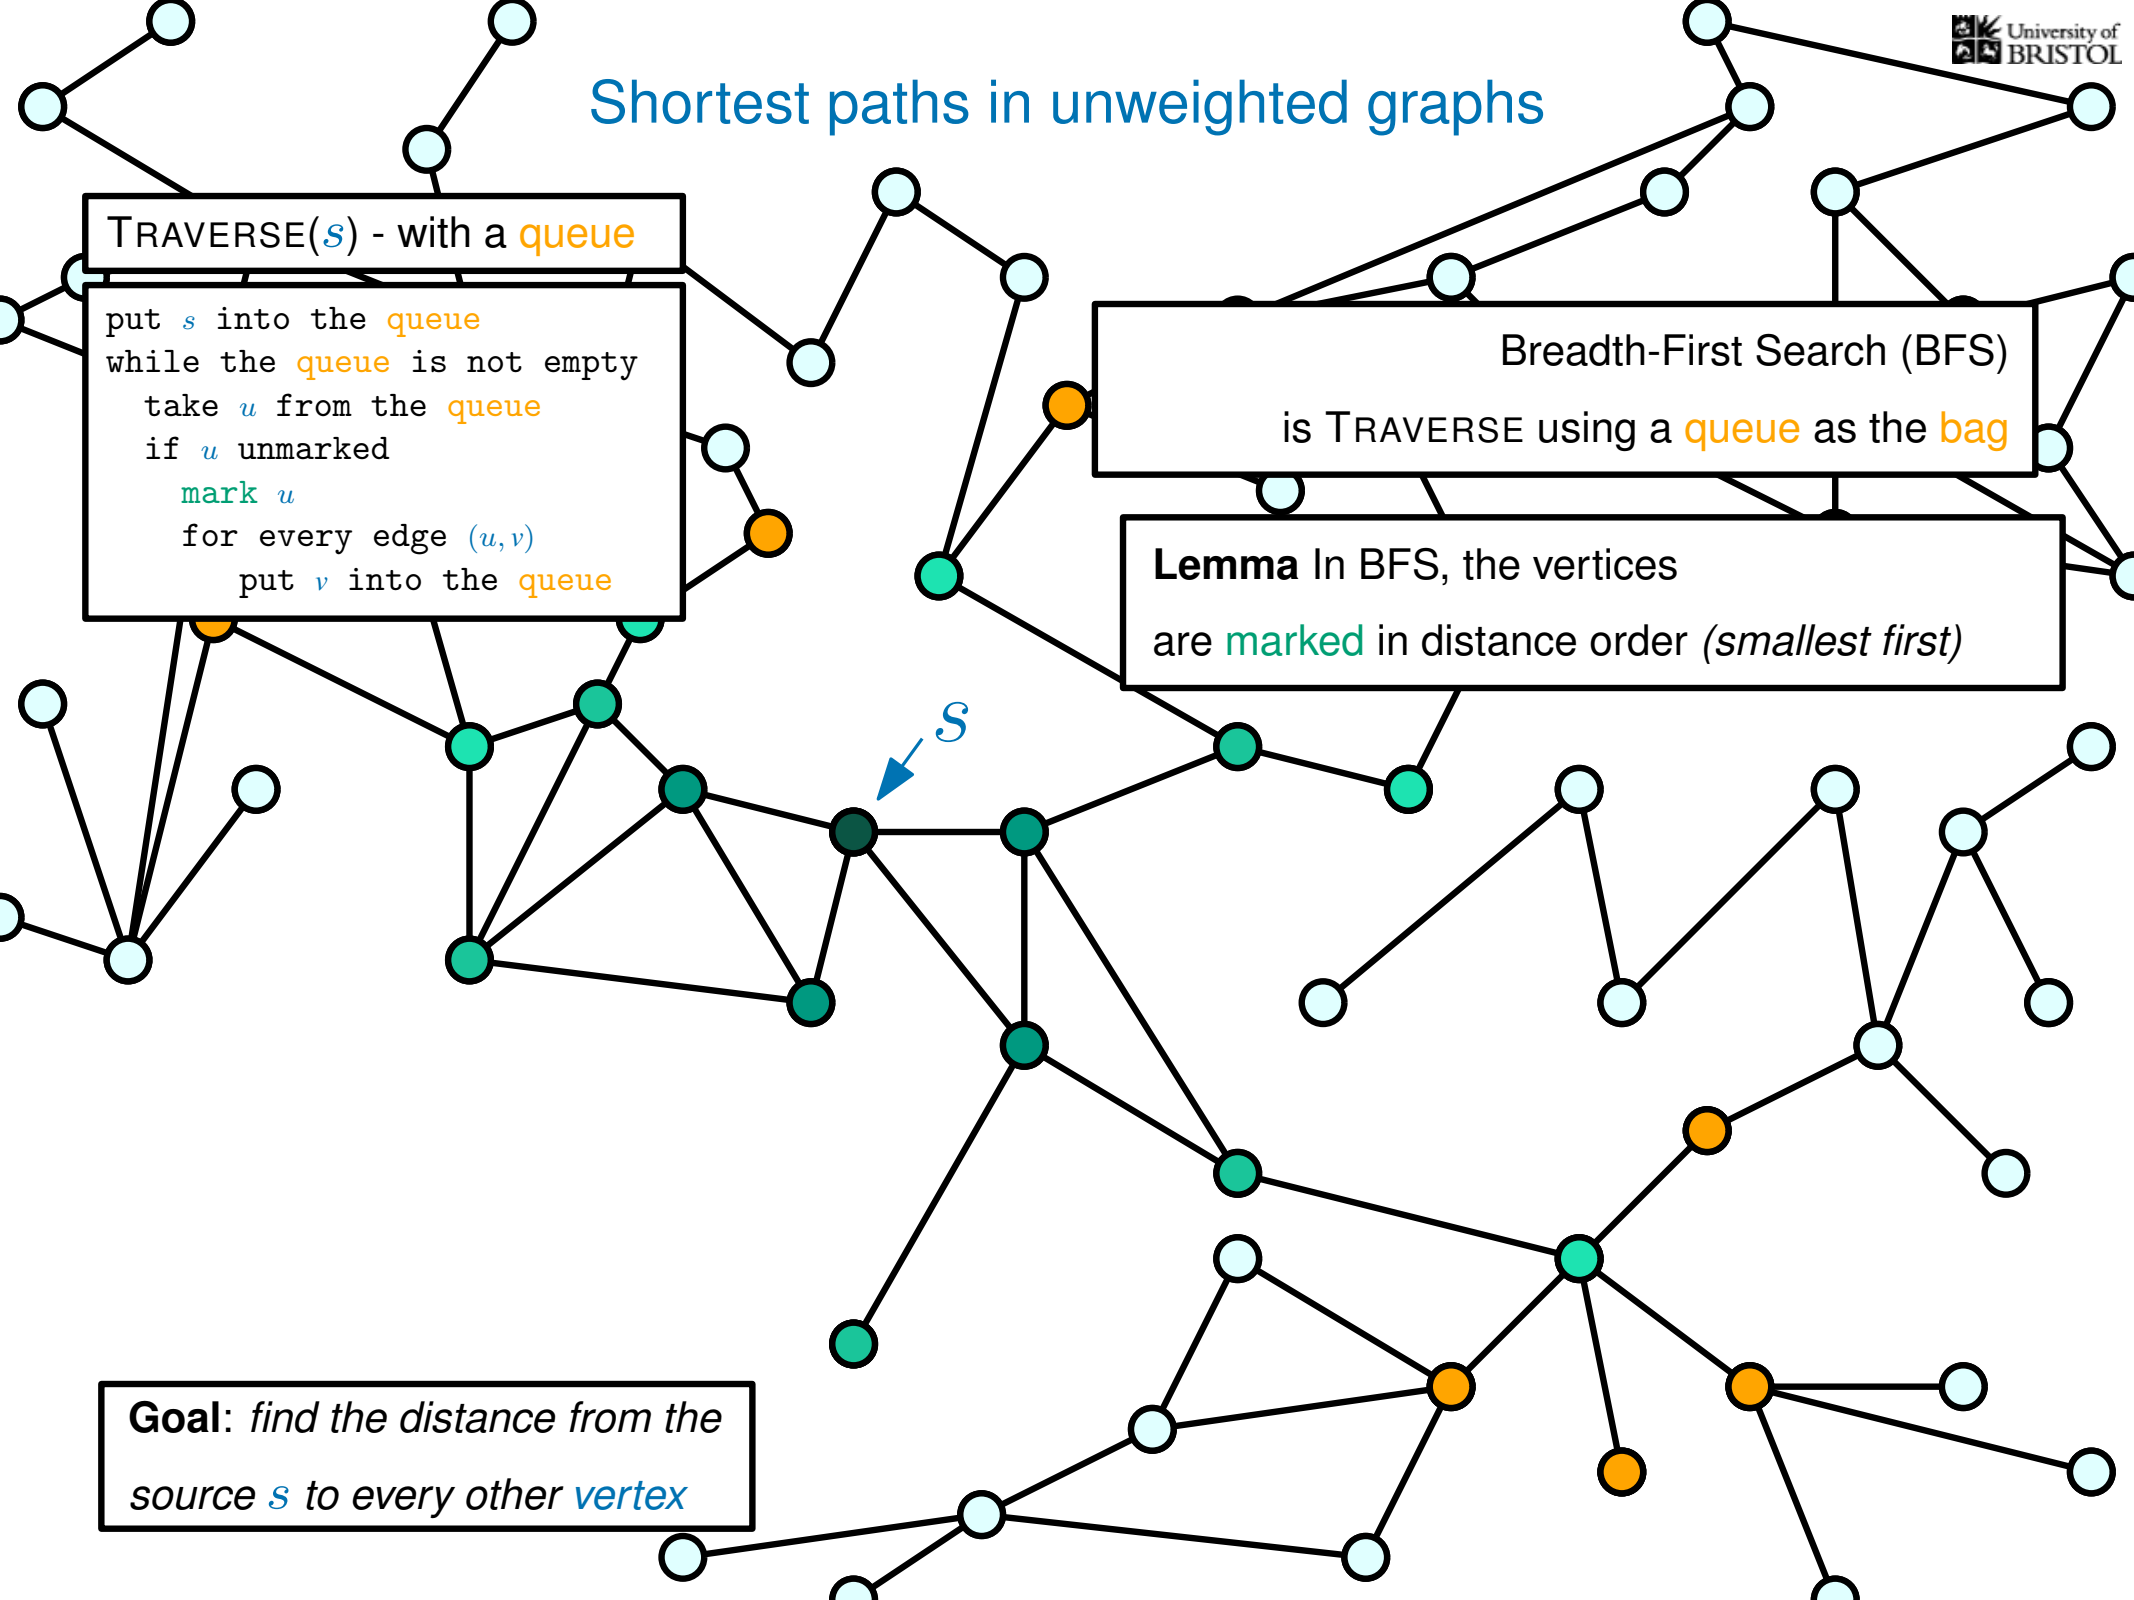 University of
BRISTOL
Shortest paths in unweighted graphs
TRAVERSE(s) - with a queue
put s into the queue
while the queue is not empty
take u from the queue
if u unmarked
mark u
for every edge (u, v)
put v into the queue
Breadth-First Search (BFS)
is TRAVERSE using a queue as the bag
Lemma In BFS, the vertices
are marked in distance order (smallest first)
s
Goal: find the distance from the
source s to every other vertex